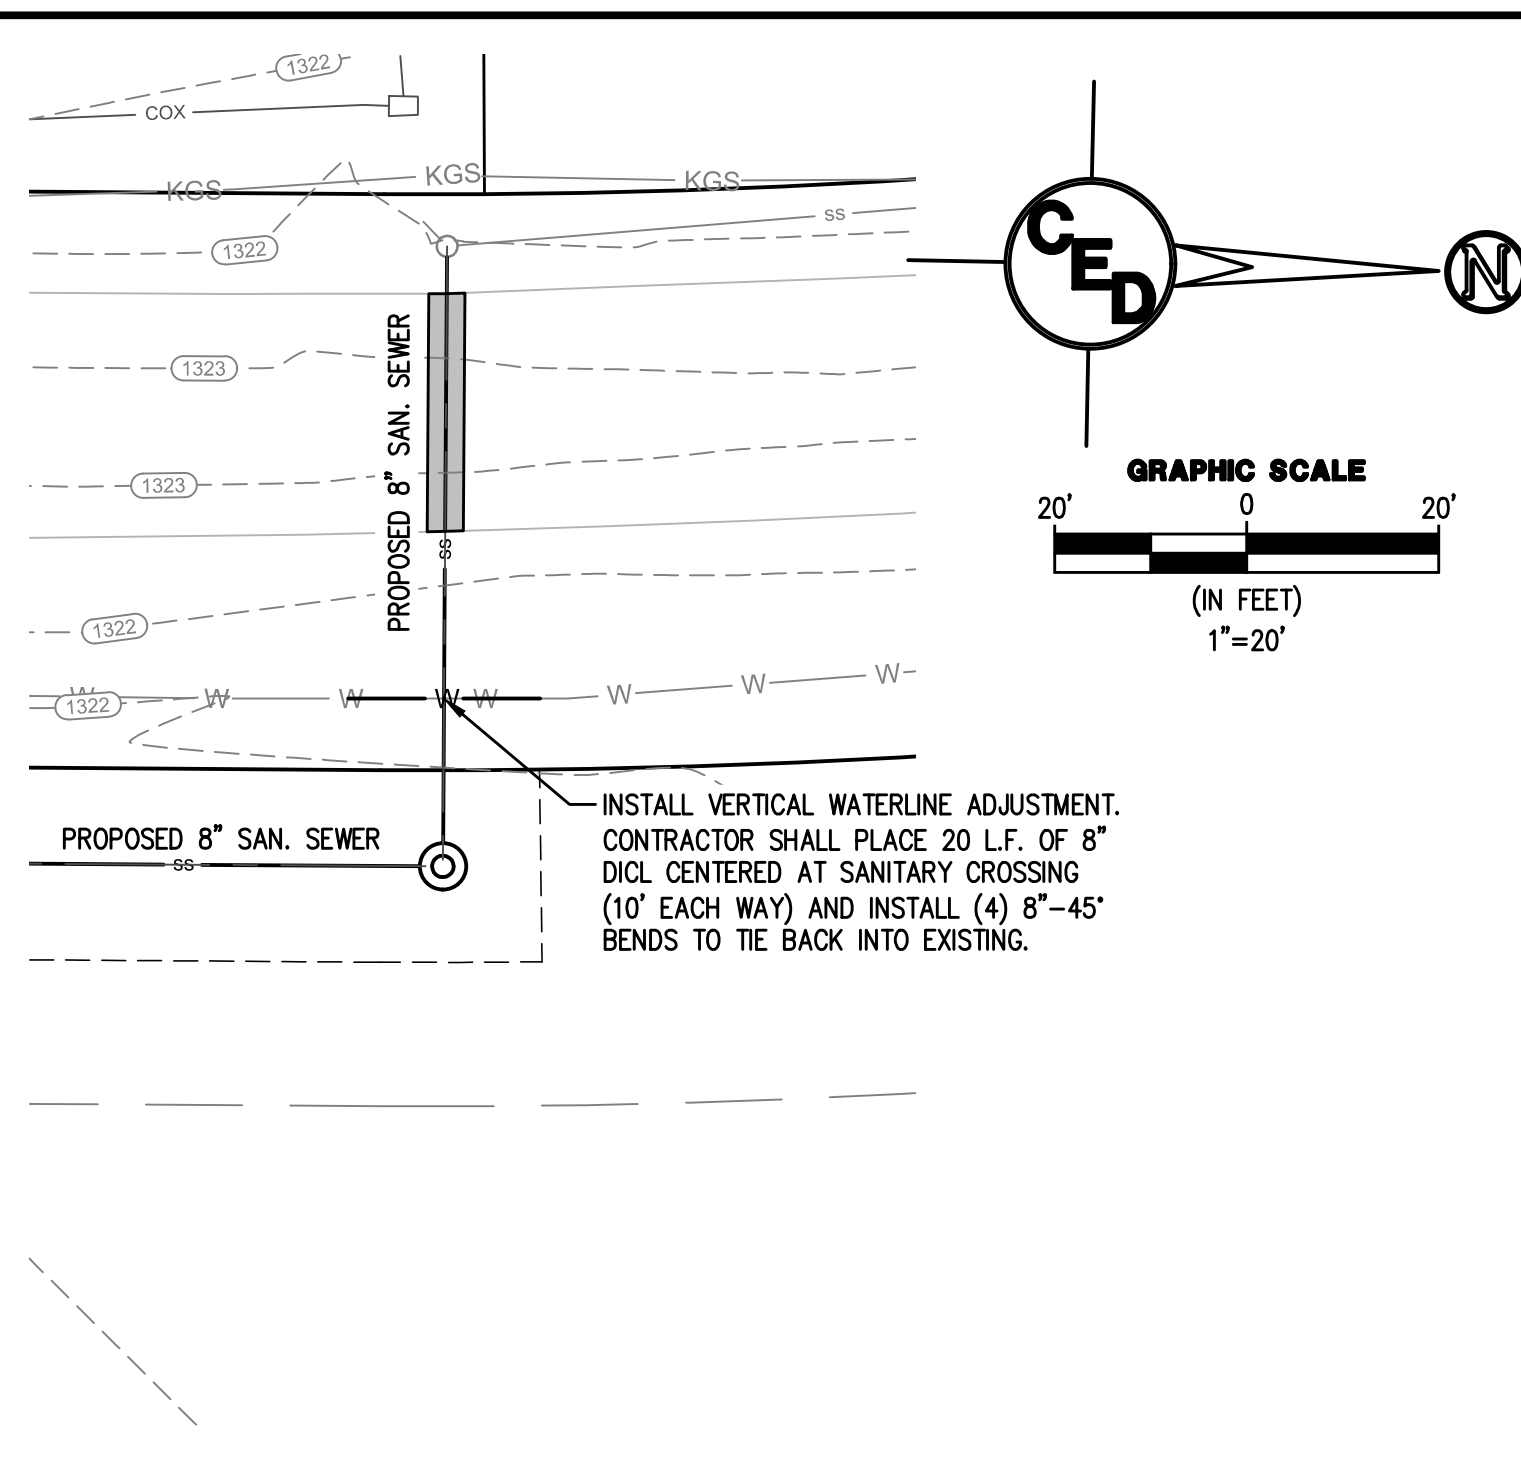 1322
COX
KGS KGS KGS
ss
1322
CED
N
PROPOSED 8" SAN. SEWER
1323
1323
GRAPHIC SCALE
20' 0 20'
(IN FEET)
1"=20'
ss
1322
W W W W W W W W
1322
INSTALL VERTICAL WATERLINE ADJUSTMENT.
CONTRACTOR SHALL PLACE 20 L.F. OF 8"
DICL CENTERED AT SANITARY CROSSING
(10' EACH WAY) AND INSTALL (4) 8"-45°
BENDS TO TIE BACK INTO EXISTING.
PROPOSED 8" SAN. SEWER
ss